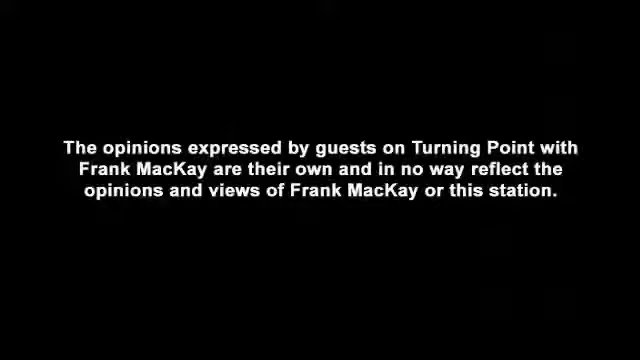 The opinions expressed by guests on Turning Point with
Frank MacKay are their own and in no way reflect the
opinions and views of Frank MacKay or this station.